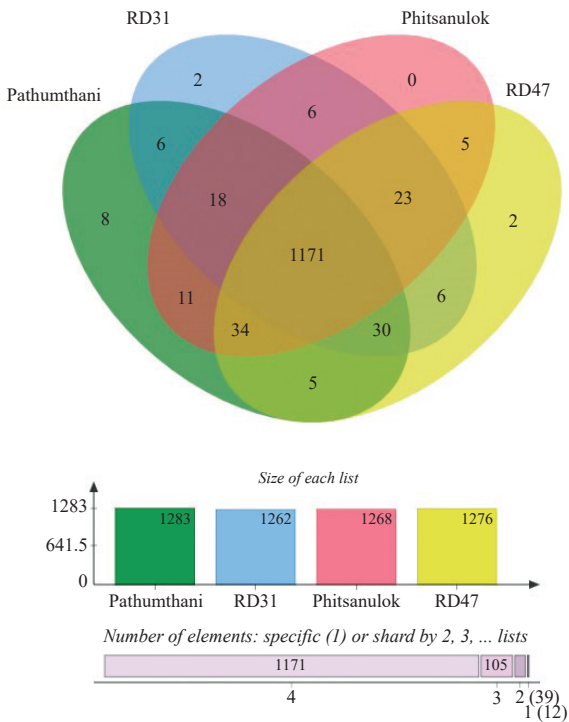 RD31
Phitsanulok
Pathumthani
RD47
2
0
6
6
5
8
18
23
2
1171
11
6
34
30
5
Size of each list
1283
1283
1262
1268
1276
641.5
0
Pathumthani
RD31
Phitsanulok
RD47
Number of elements: specific (1) or shard by 2, 3, ... lists
1171
105
4
3
2 (39)
1 (12)